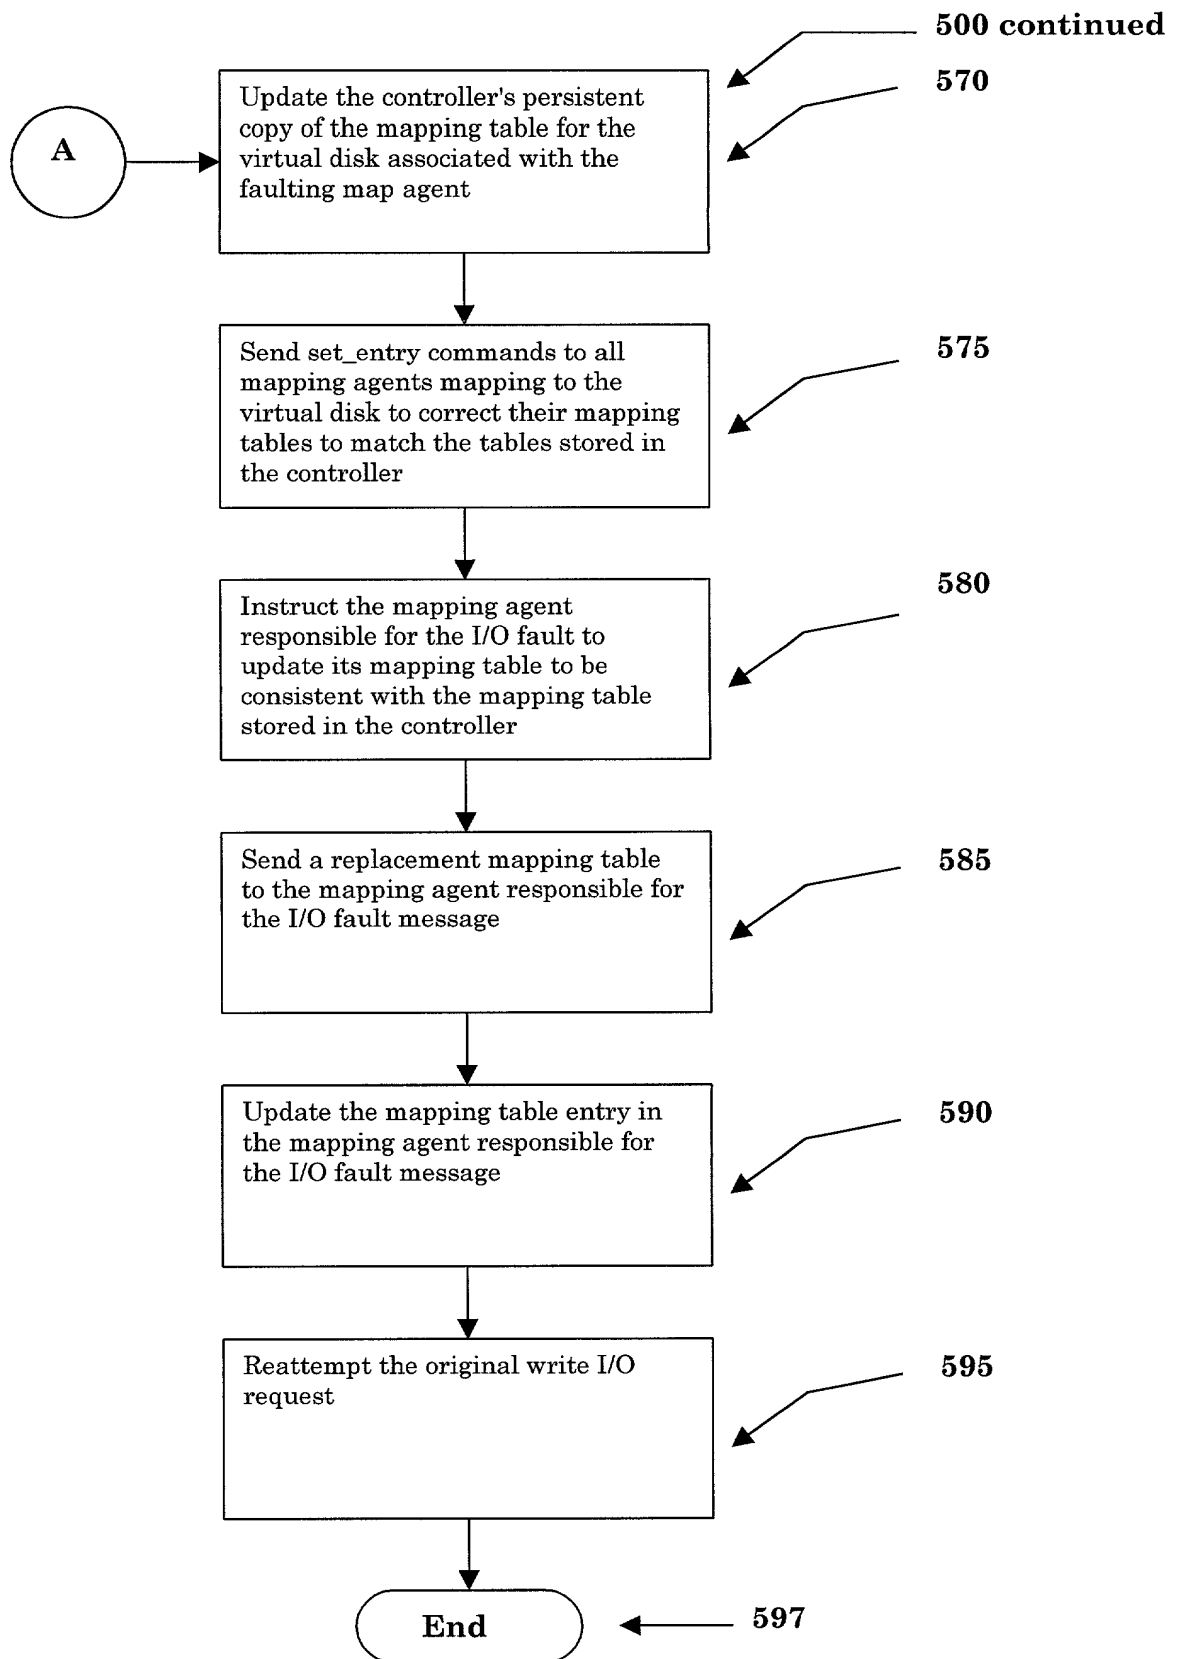 500 continued
570
A
Update the controller's persistent
copy of the mapping table for the
virtual disk associated with the
faulting map agent
575
Send set_entry commands to all
mapping agents mapping to the
virtual disk to correct their mapping
tables to match the tables stored in
the controller
580
Instruct the mapping agent
responsible for the I/O fault to
update its mapping table to be
consistent with the mapping table
stored in the controller
585
Send a replacement mapping table
to the mapping agent responsible for
the I/O fault message
590
Update the mapping table entry in
the mapping agent responsible for
the I/O fault message
595
Reattempt the original write I/O
request
End
597